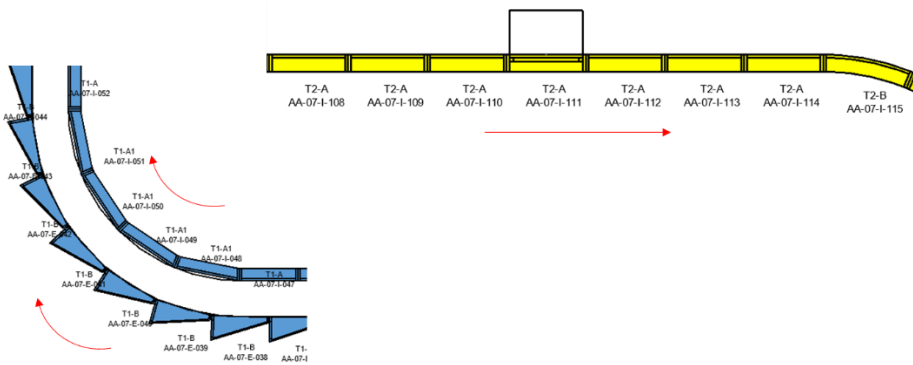 T2-A
AA-07-I-108
T2-A
AA-07-I-109
T2-A
AA-07-I-110
T2-A
AA-07-I-111
T2-A
AA-07-I-112
T2-A
AA-07-I-113
T2-A
AA-07-I-114
T2-B
AA-07-I-115
T1-A
AA-07-I-052
T1-A1
AA-07-I-051
T1-A1
AA-07-I-050
T1-A1
AA-07-I-049
T1-A1
AA-07-I-048
T1-A
AA-07-I-047
T1-B
T1-B
T1-B
AA-07-E-042
T1-B
T1-B
T1-B
AA-07-E-039
T1-B
AA-07-E-038